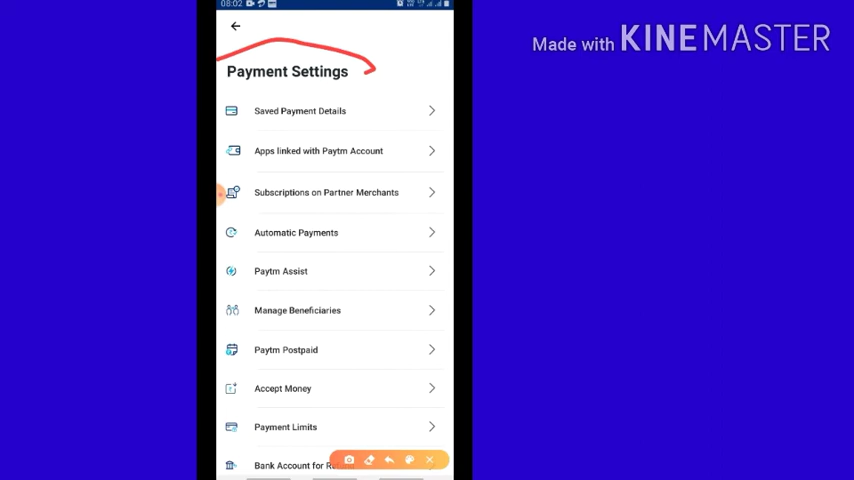 08:02
Made with KINEMASTER
Payment Settings
Saved Payment Details
Apps linked with Paytm Account
Subscriptions on Partner Merchants
Automatic Payments
Paytm Assist
Manage Beneficiaries
Paytm Postpaid
Accept Money
Payment Limits
Bank Account for